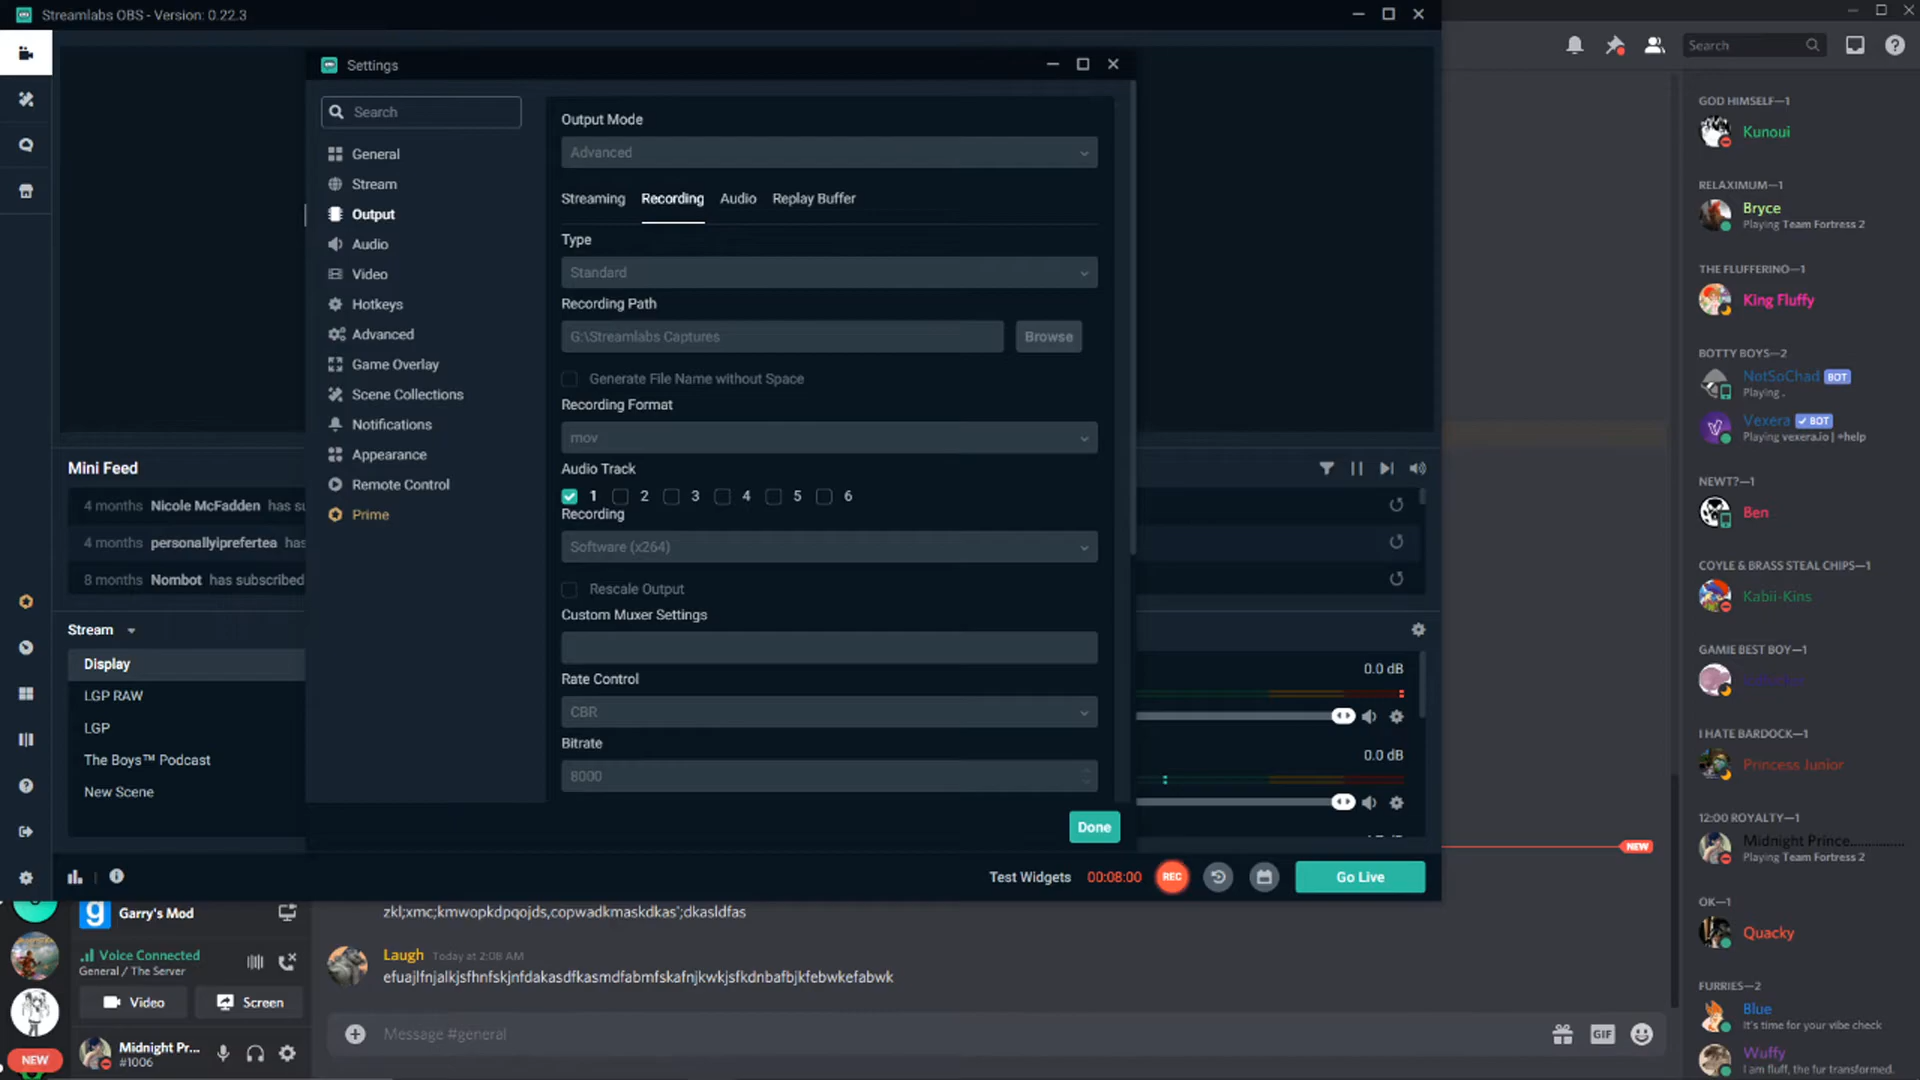 Streamlabs OBS - Version: 0.22.3
Settings
Search
General
Stream
Output
Audio
Video
Hotkeys
Advanced
Game Overlay
Scene Collections
Notifications
Appearance
Remote Control
Prime
Output Mode
Advanced
Streaming Recording Audio Replay Buffer
Type
Standard
Recording Path
G:\Streamlabs Captures
Browse
Generate File Name without Space
Recording Format
mov
Audio Track
1 2 3 4 5 6
Recording
Software (x264)
Rescale Output
Custom Muxer Settings
Rate Control
CBR
Bitrate
8000
Done
Mini Feed
4 months Nicole McFadden has su
4 months personallyiprefertea has
8 months Nombot has subscribed
Stream
Display
LGP RAW
LGP
The Boys™ Podcast
New Scene
0.0 dB
0.0 dB
Test Widgets 00:08:00 REC
Go Live
NEW
Garry's Mod
Voice Connected
General / The Server
Video Screen
Midnight Pr...
#1006
NEW
zkl;xmc;kmwopkdpqojds,copwadkmaskdkas';dkasldfas
Laugh Today at 2:08 AM
efuajlfnjalkjsfhnfskjnfdakasdfkasmdfabmfskafnjkwkjsfkdnbafbjkfebwkefabwk
Message #general
GIF
Search
GOD HIMSELF—1
Kunoui
RELAXIMUM—1
Bryce
Playing Team Fortress 2
THE FLUFFERINO—1
King Fluffy
BOTTY BOYS—2
NotSoChad BOT
Playing .
Vexera BOT
Playing vexera.io | +help
NEWT?—1
Ben
COYLE & BRASS STEAL CHIPS—1
Kabii-Kins
GAMIE BEST BOY—1
I HATE BARDOCK—1
Princess Junior
12:00 ROYALTY—1
Midnight Prince..............
Playing Team Fortress 2
OK—1
Quacky
FURRIES—2
Blue
It's time for your vibe check
Wuffy
I am fluff, the fur transformed.